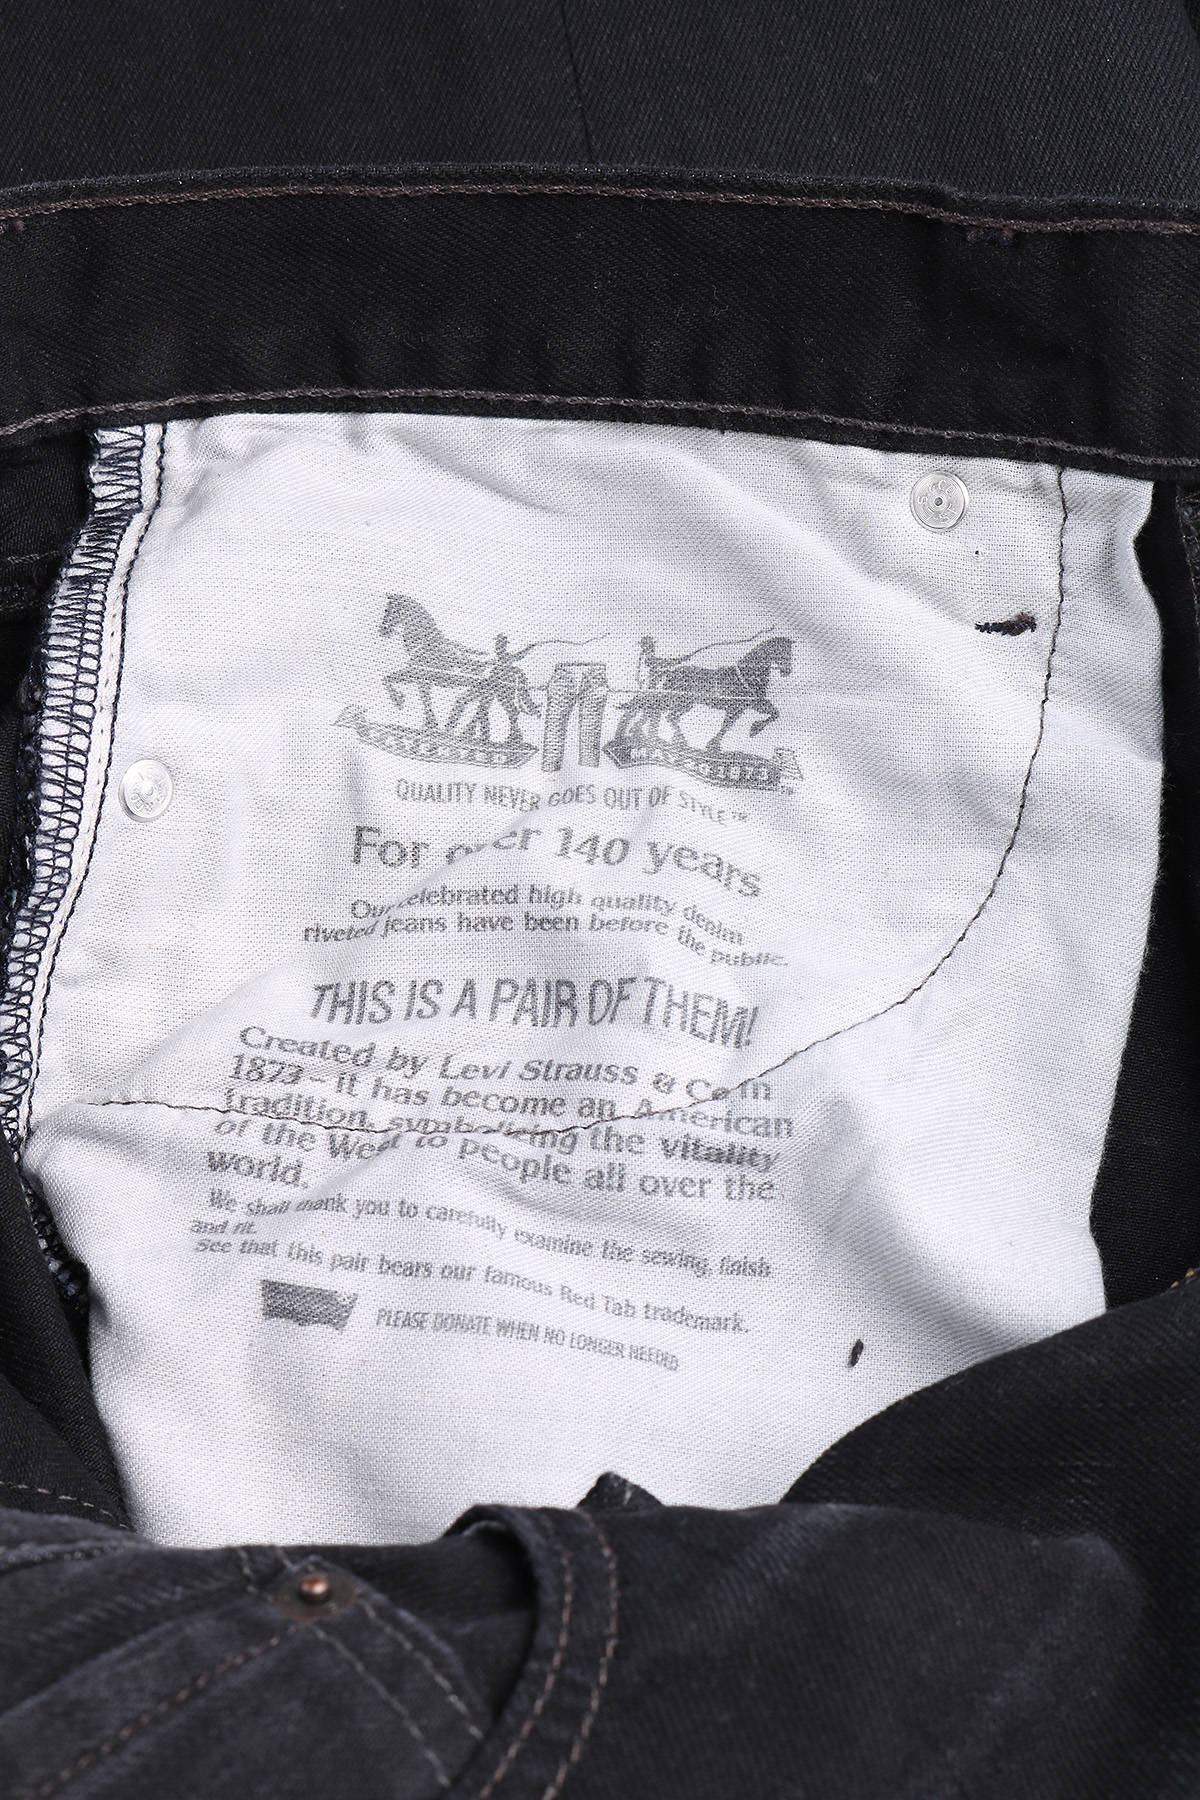 QUALITY NEVER GOES OUT OF STYLE™
For over 140 years
Our celebrated high quality denim
riveted jeans have been before the public.
THIS IS A PAIR OF THEM!
Created by Levi Strauss & Co in
1873 – it has become an American
tradition, symbolizing the vitality
of the West to people all over the
world.
We shall thank you to carefully examine the sewing, finish
and fit.
See that this pair bears our famous Red Tab trademark.
PLEASE DONATE WHEN NO LONGER NEEDED